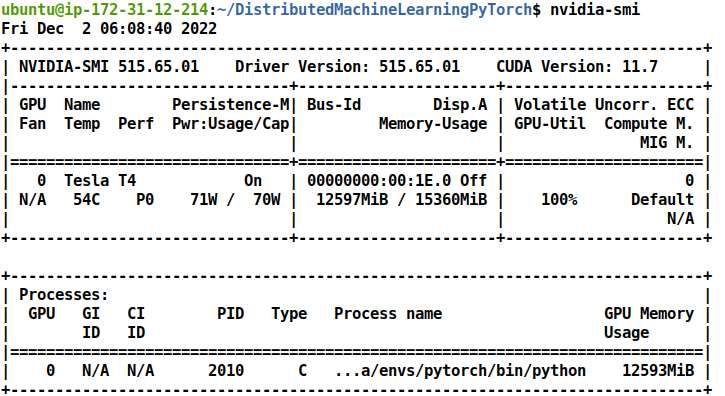 ubuntu@ip-172-31-12-214:~/DistributedMachineLearningPyTorch$ nvidia-smi
Fri Dec  2 06:08:40 2022
+-----------------------------------------------------------------------------+
| NVIDIA-SMI 515.65.01    Driver Version: 515.65.01    CUDA Version: 11.7     |
|-------------------------------+----------------------+----------------------+
| GPU  Name        Persistence-M| Bus-Id        Disp.A | Volatile Uncorr. ECC |
| Fan  Temp  Perf  Pwr:Usage/Cap|         Memory-Usage | GPU-Util  Compute M. |
|                               |                      |               MIG M. |
|===============================+======================+======================|
|   0  Tesla T4            On   | 00000000:00:1E.0 Off |                    0 |
| N/A   54C    P0    71W /  70W |  12597MiB / 15360MiB |    100%      Default |
|                               |                      |                  N/A |
+-------------------------------+----------------------+----------------------+

+-----------------------------------------------------------------------------+
| Processes:                                                                  |
|  GPU   GI   CI        PID   Type   Process name                  GPU Memory |
|        ID   ID                                                   Usage      |
|=============================================================================|
|    0   N/A  N/A      2010      C   ...a/envs/pytorch/bin/python    12593MiB |
+-----------------------------------------------------------------------------+